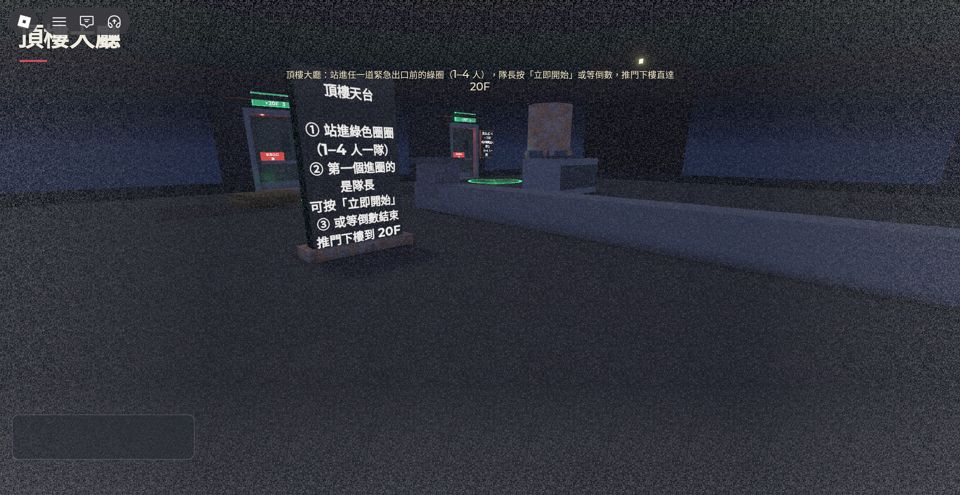 頂樓大廳
頂樓大廳：站進任一道緊急出口前的綠圈（1–4 人），隊長按「立即開始」或等倒數，推門下樓直達
20F
頂樓天台
① 站進綠色圈圈
（1–4 人一隊）
② 第一個進圈的
是隊長
可按「立即開始」
③ 或等倒數結束
推門下樓到 20F